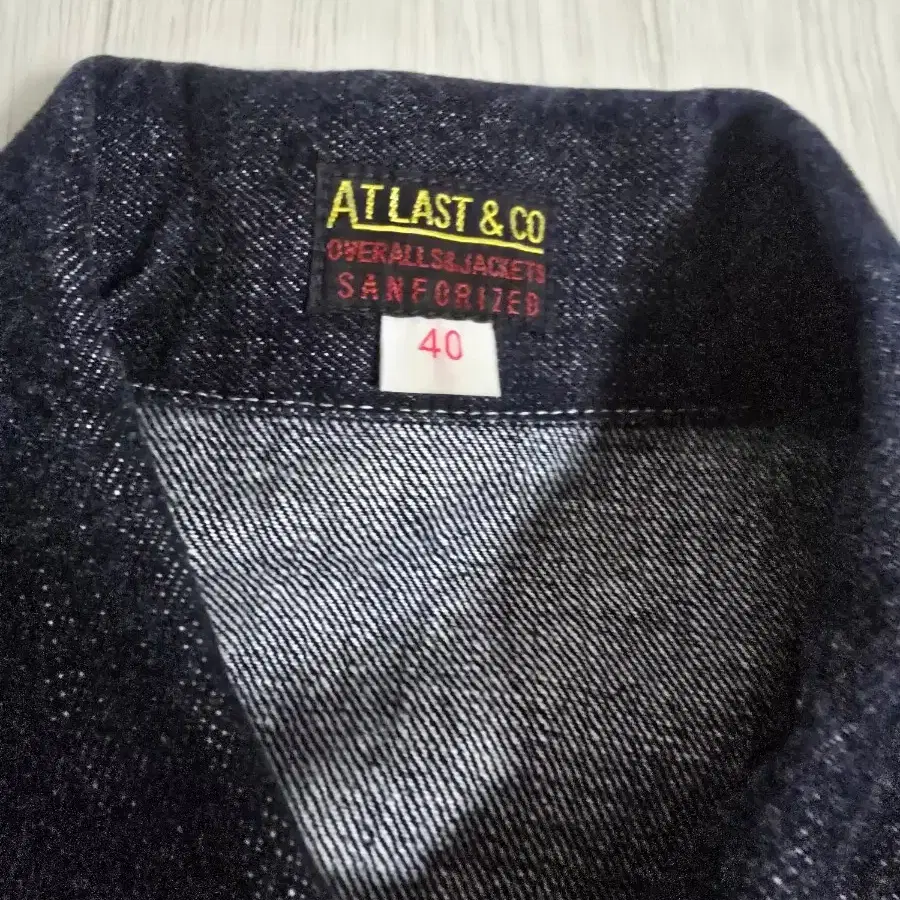 AT LAST & CO
OVERALLS & JACKETS
SANFORIZED
40